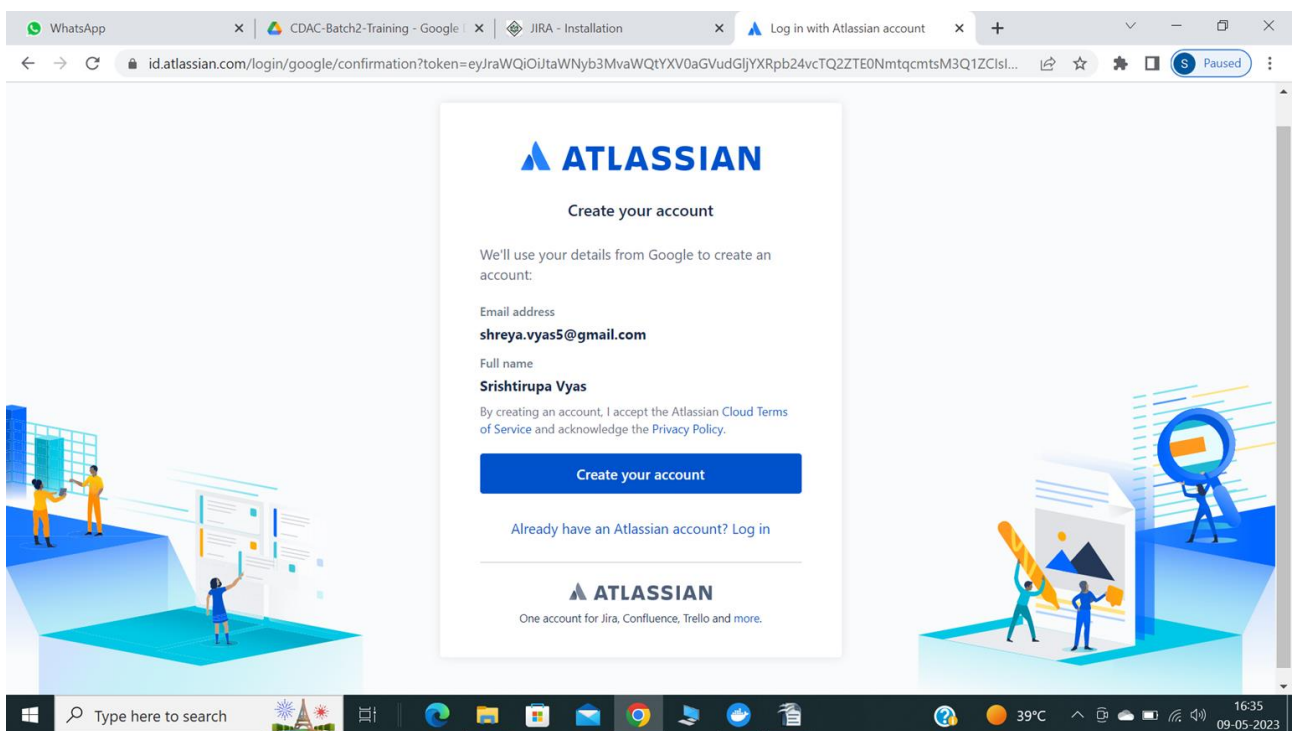 WhatsApp
CDAC-Batch2-Training - Google
JIRA - Installation
Log in with Atlassian account
id.atlassian.com/login/google/confirmation?token=eyJraWQiOiJtaWNyb3MvaWQtYXV0aGVudGljYXRpb24vcTQ2ZTE0NmtqcmtsM3Q1ZCIsI...
S Paused
ATLASSIAN
Create your account
We'll use your details from Google to create an
account:
Email address
shreya.vyas5@gmail.com
Full name
Srishtirupa Vyas
By creating an account, I accept the Atlassian Cloud Terms
of Service and acknowledge the Privacy Policy.
Create your account
Already have an Atlassian account? Log in
ATLASSIAN
One account for Jira, Confluence, Trello and more.
Type here to search
39°C
16:35
09-05-2023